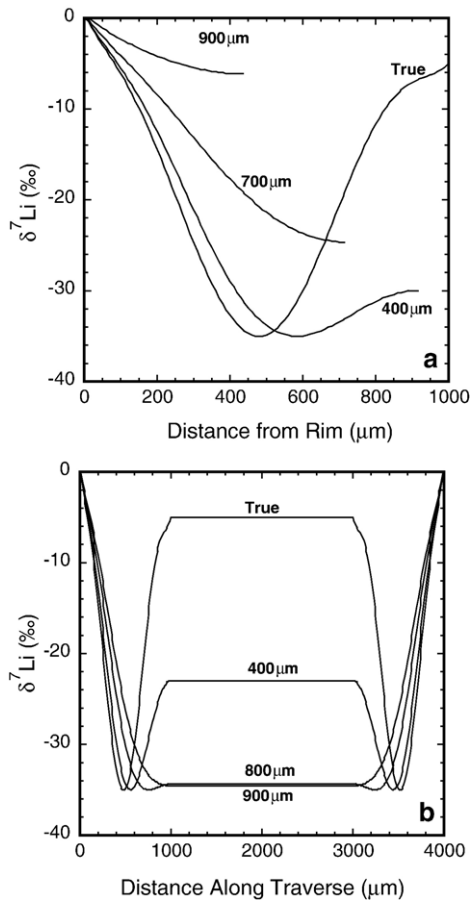 0
-10
-20
-30
-40
δ⁷Li (‰)
900μm
True
700μm
400μm
a
0 200 400 600 800 1000
Distance from Rim (μm)
0
-10
-20
-30
-40
δ⁷Li (‰)
True
400μm
800μm
900μm
b
0 1000 2000 3000 4000
Distance Along Traverse (μm)